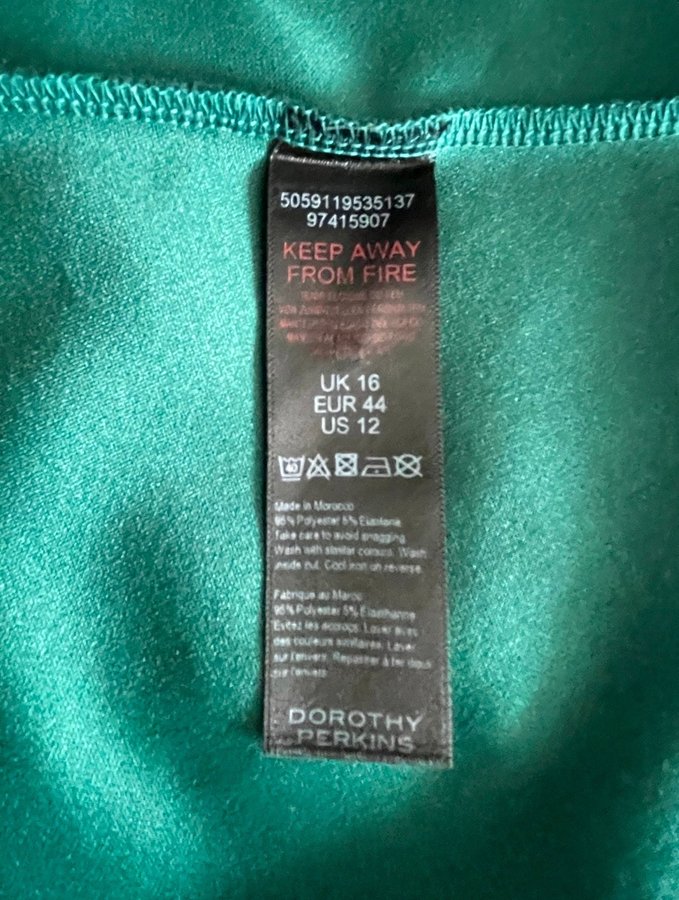 5059119535137
97415907
KEEP AWAY
FROM FIRE
UK 16
EUR 44
US 12
40
Made in Morocco
95% Polyester 5% Elastane
Take care to avoid snagging.
Wash with similar colours. Wash
inside out. Cool iron on reverse.
Fabriqué au Maroc
95% Polyester 5% Élasthanne
Évitez les accrocs. Laver avec
des couleurs similaires. Laver
sur l'envers. Repasser à fer doux
sur l'envers.
DOROTHY
PERKINS